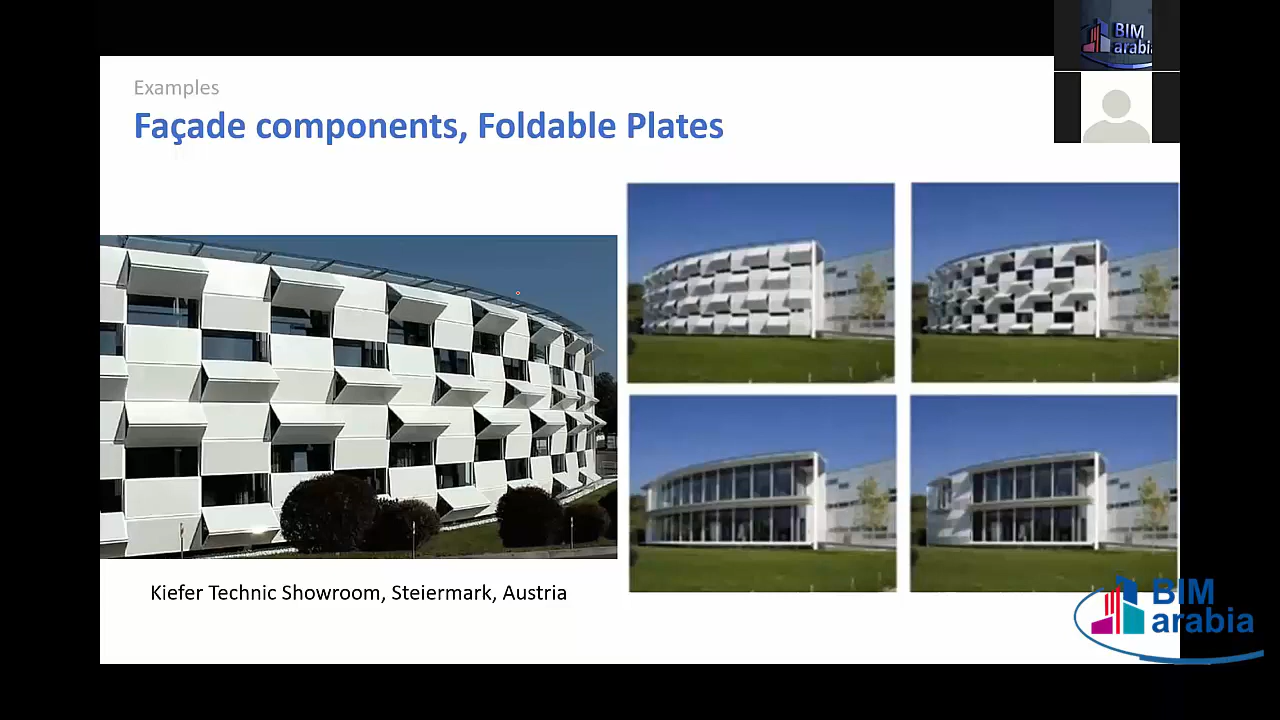 Examples
Façade components, Foldable Plates
BIM
arabia
Kiefer Technic Showroom, Steiermark, Austria
BIM
arabia